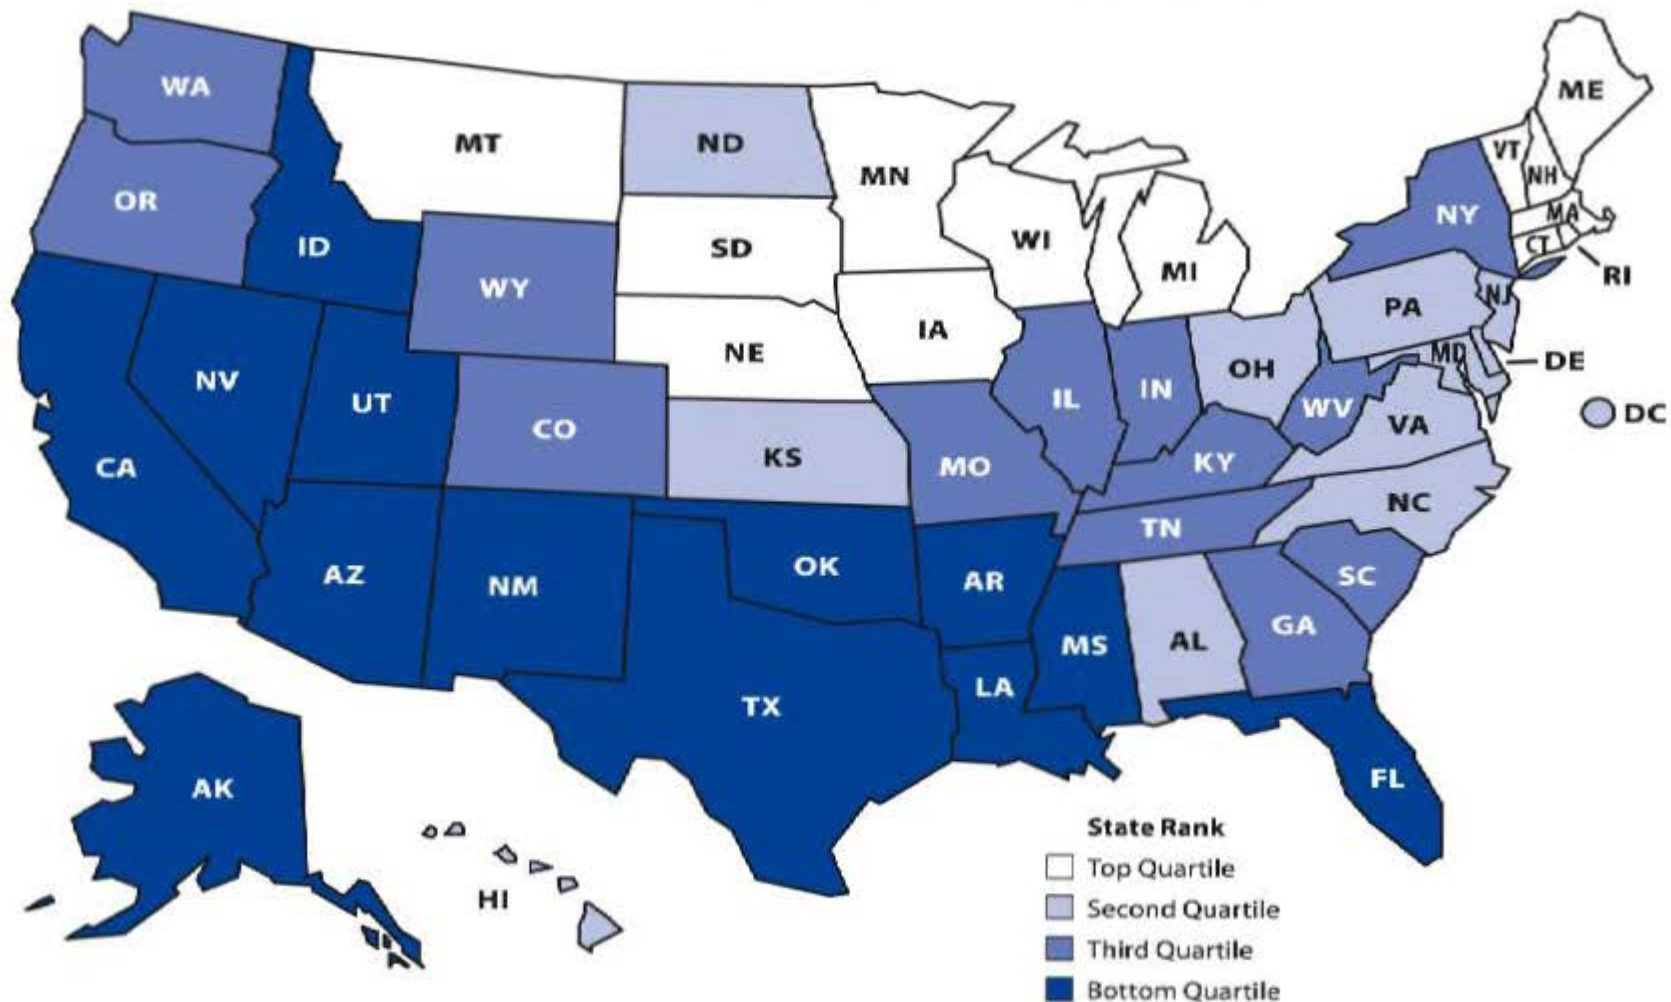 WA
MT
ND
MN
ME
VT
NH
OR
ID
SD
WI
MI
NY
MA
CT
RI
WY
NE
IA
PA
NJ
NV
UT
CO
KS
MO
IL
IN
OH
MD
DE
WV
VA
DC
CA
KY
NC
AZ
NM
OK
AR
TN
SC
MS
AL
GA
TX
LA
FL
AK
HI
State Rank
Top Quartile
Second Quartile
Third Quartile
Bottom Quartile